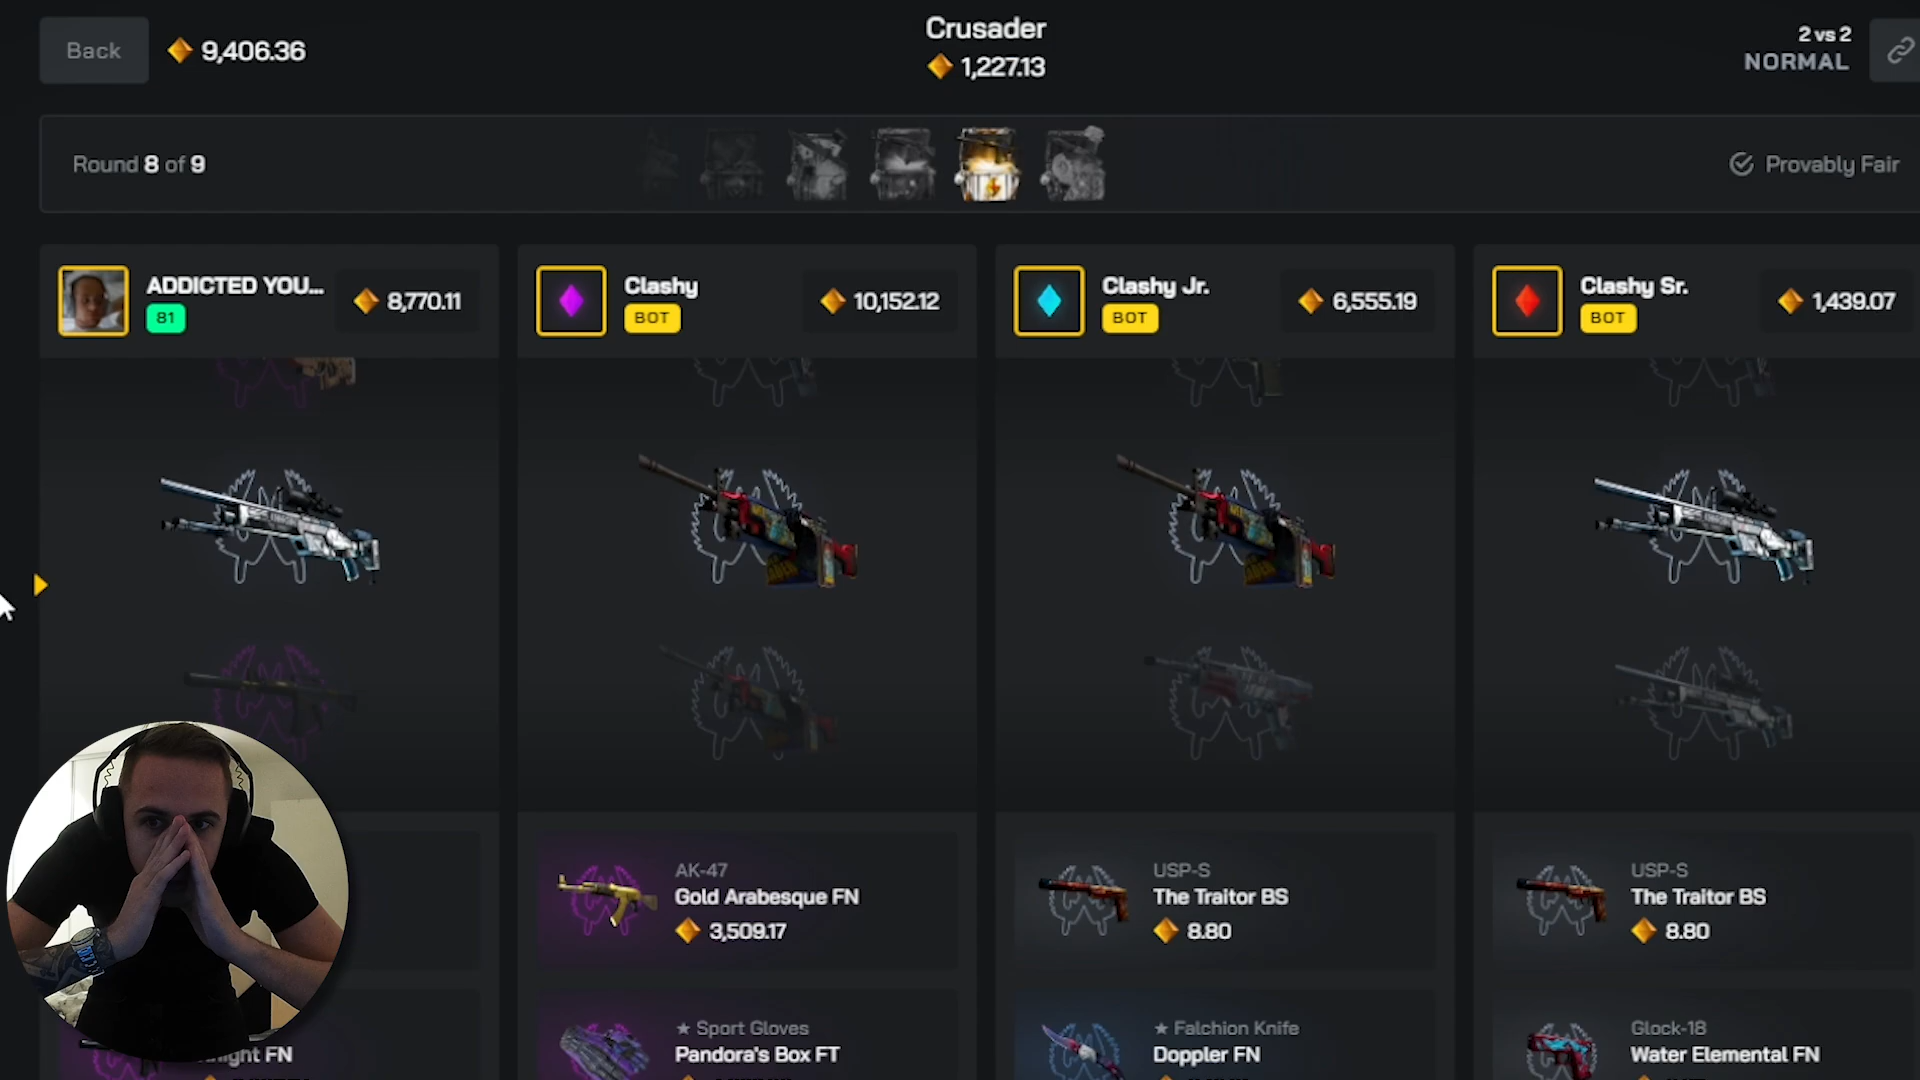 Back
9,406.36
Crusader
1,227.13
2 vs 2
NORMAL
Round 8 of 9
Provably Fair
ADDICTED YOU...
81
8,770.11
Clashy
BOT
10,152.12
Clashy Jr.
BOT
6,555.19
Clashy Sr.
BOT
1,439.07
AK-47
Gold Arabesque FN
3,509.17
USP-S
The Traitor BS
8.80
USP-S
The Traitor BS
8.80
FN
★ Sport Gloves
Pandora's Box FT
★ Falchion Knife
Doppler FN
Glock-18
Water Elemental FN